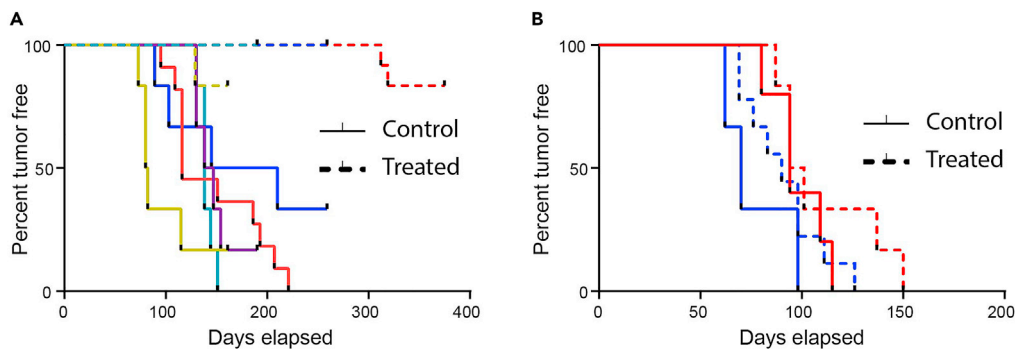 A
Percent tumor free
100
50
0
0 100 200 300 400
Days elapsed
Control
Treated
B
Percent tumor free
100
50
0
0 50 100 150 200
Days elapsed
Control
Treated